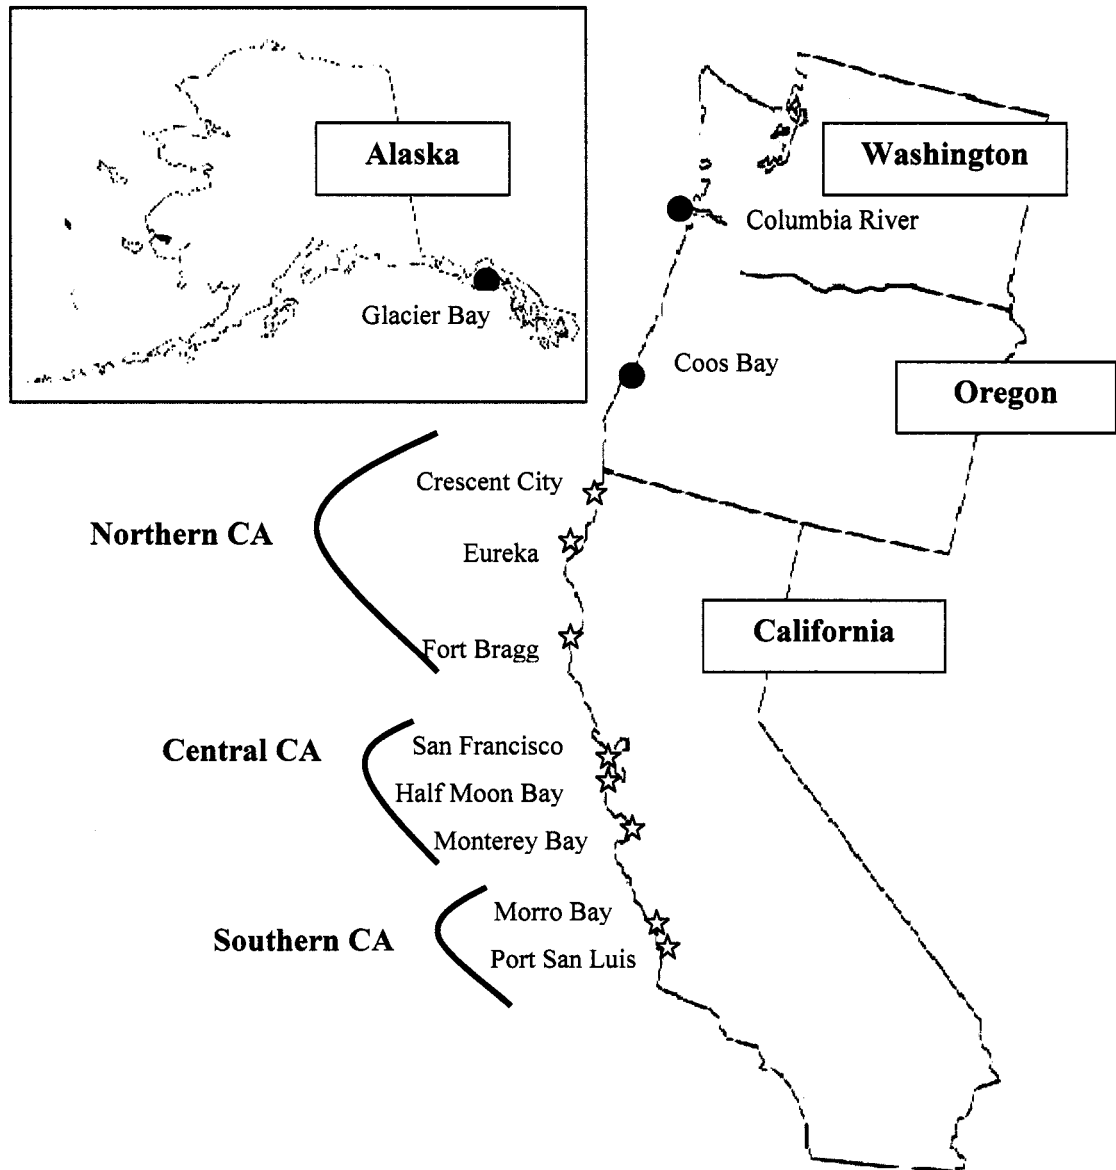 Alaska
Washington
Columbia River
Glacier Bay
Coos Bay
Oregon
Crescent City
Northern CA
Eureka
California
Fort Bragg
San Francisco
Central CA
Half Moon Bay
Monterey Bay
Morro Bay
Southern CA
Port San Luis